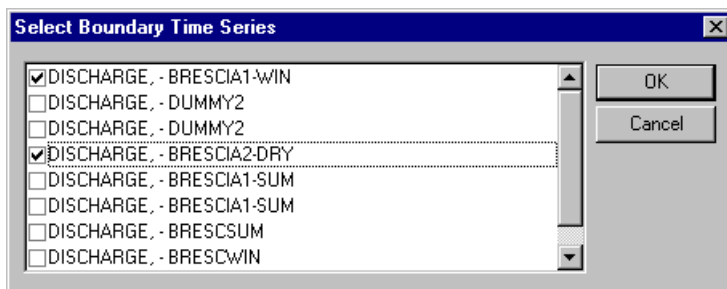 Select Boundary Time Series
DISCHARGE, - BRESCIA1-WIN
DISCHARGE, - DUMMY2
DISCHARGE, - DUMMY2
DISCHARGE, - BRESCIA2-DRY
DISCHARGE, - BRESCIA1-SUM
DISCHARGE, - BRESCIA1-SUM
DISCHARGE, - BRESCSUM
DISCHARGE, - BRESCWIN
OK
Cancel